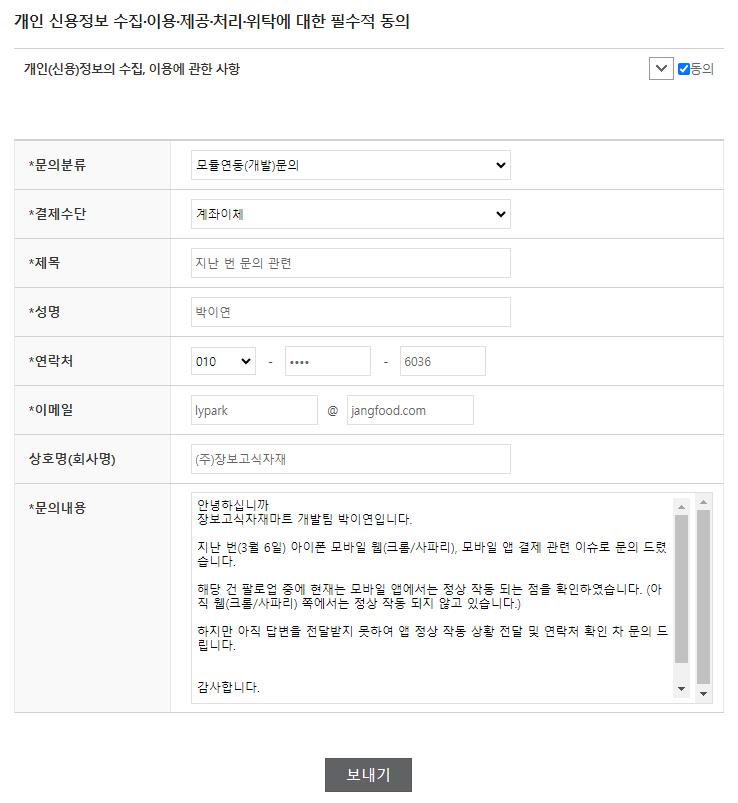 개인 신용정보 수집·이용·제공·처리·위탁에 대한 필수적 동의
개인(신용)정보의 수집, 이용에 관한 사항
동의
*문의분류
모듈연동(개발)문의
*결제수단
계좌이체
*제목
지난 번 문의 관련
*성명
박이연
*연락처
010 - •••• - 6036
*이메일
lypark @ jangfood.com
상호명(회사명)
(주)장보고식자재
*문의내용
안녕하십니까
장보고식자재마트 개발팀 박이연입니다.
지난 번(3월 6일) 아이폰 모바일 웹(크롬/사파리), 모바일 앱 결제 관련 이슈로 문의 드렸
습니다.
해당 건 팔로업 중에 현재는 모바일 앱에서는 정상 작동 되는 점을 확인하였습니다. (아
직 웹(크롬/사파리) 쪽에서는 정상 작동 되지 않고 있습니다.)
하지만 아직 답변을 전달받지 못하여 앱 정상 작동 상황 전달 및 연락처 확인 차 문의 드
립니다.
감사합니다.
보내기